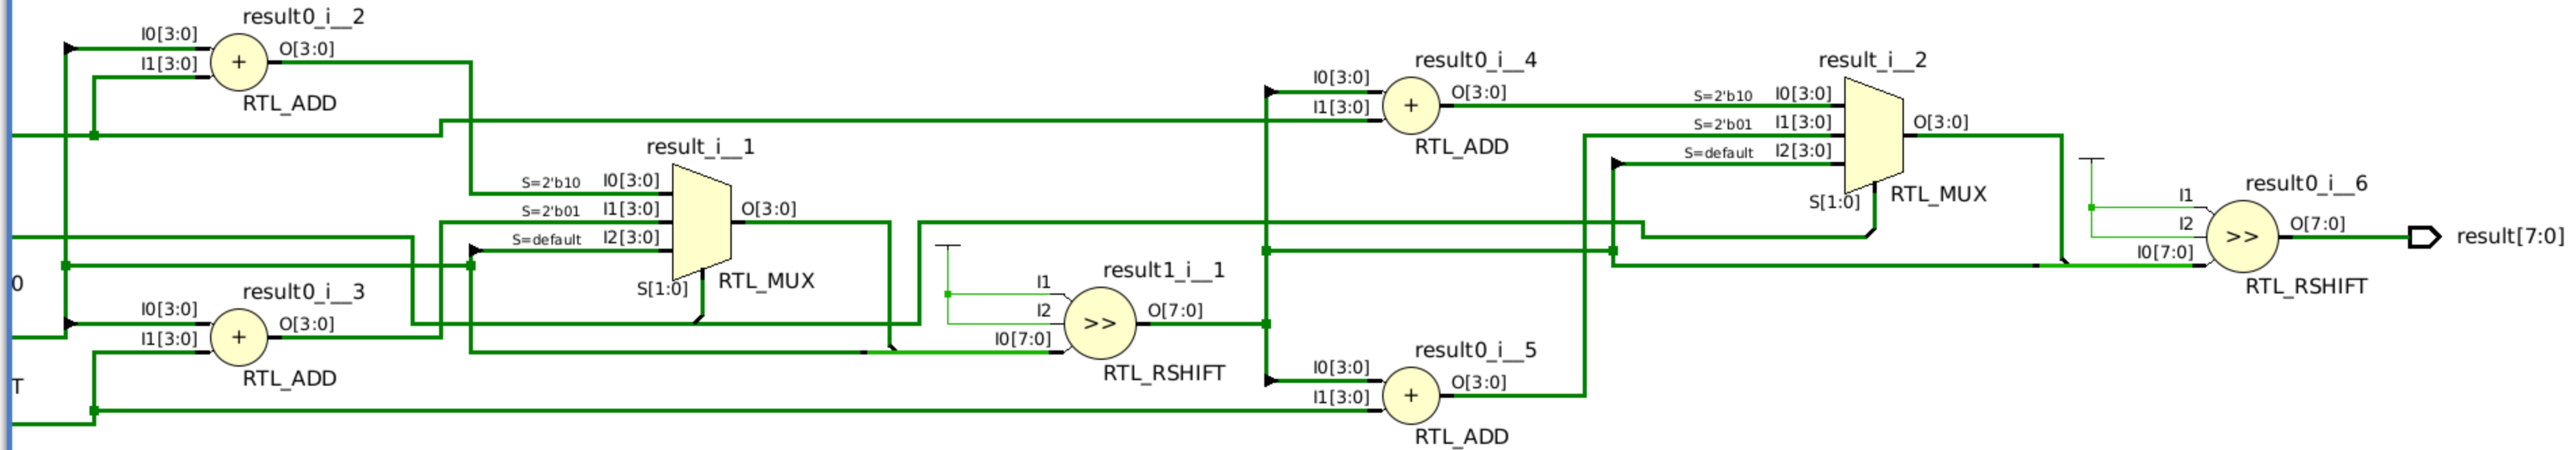 result0_i__2
I0[3:0]
I1[3:0]
+
O[3:0]
RTL_ADD
0
T
result0_i__3
I0[3:0]
I1[3:0]
+
O[3:0]
RTL_ADD
result_i__1
S=2'b10 I0[3:0]
S=2'b01 I1[3:0]
S=default I2[3:0]
S[1:0]
O[3:0]
RTL_MUX
result1_i__1
I1
I2
I0[7:0]
>>
O[7:0]
RTL_RSHIFT
result0_i__4
I0[3:0]
I1[3:0]
+
O[3:0]
RTL_ADD
result0_i__5
I0[3:0]
I1[3:0]
+
O[3:0]
RTL_ADD
result_i__2
S=2'b10 I0[3:0]
S=2'b01 I1[3:0]
S=default I2[3:0]
S[1:0]
O[3:0]
RTL_MUX
result0_i__6
I1
I2
I0[7:0]
>>
O[7:0]
RTL_RSHIFT
result[7:0]